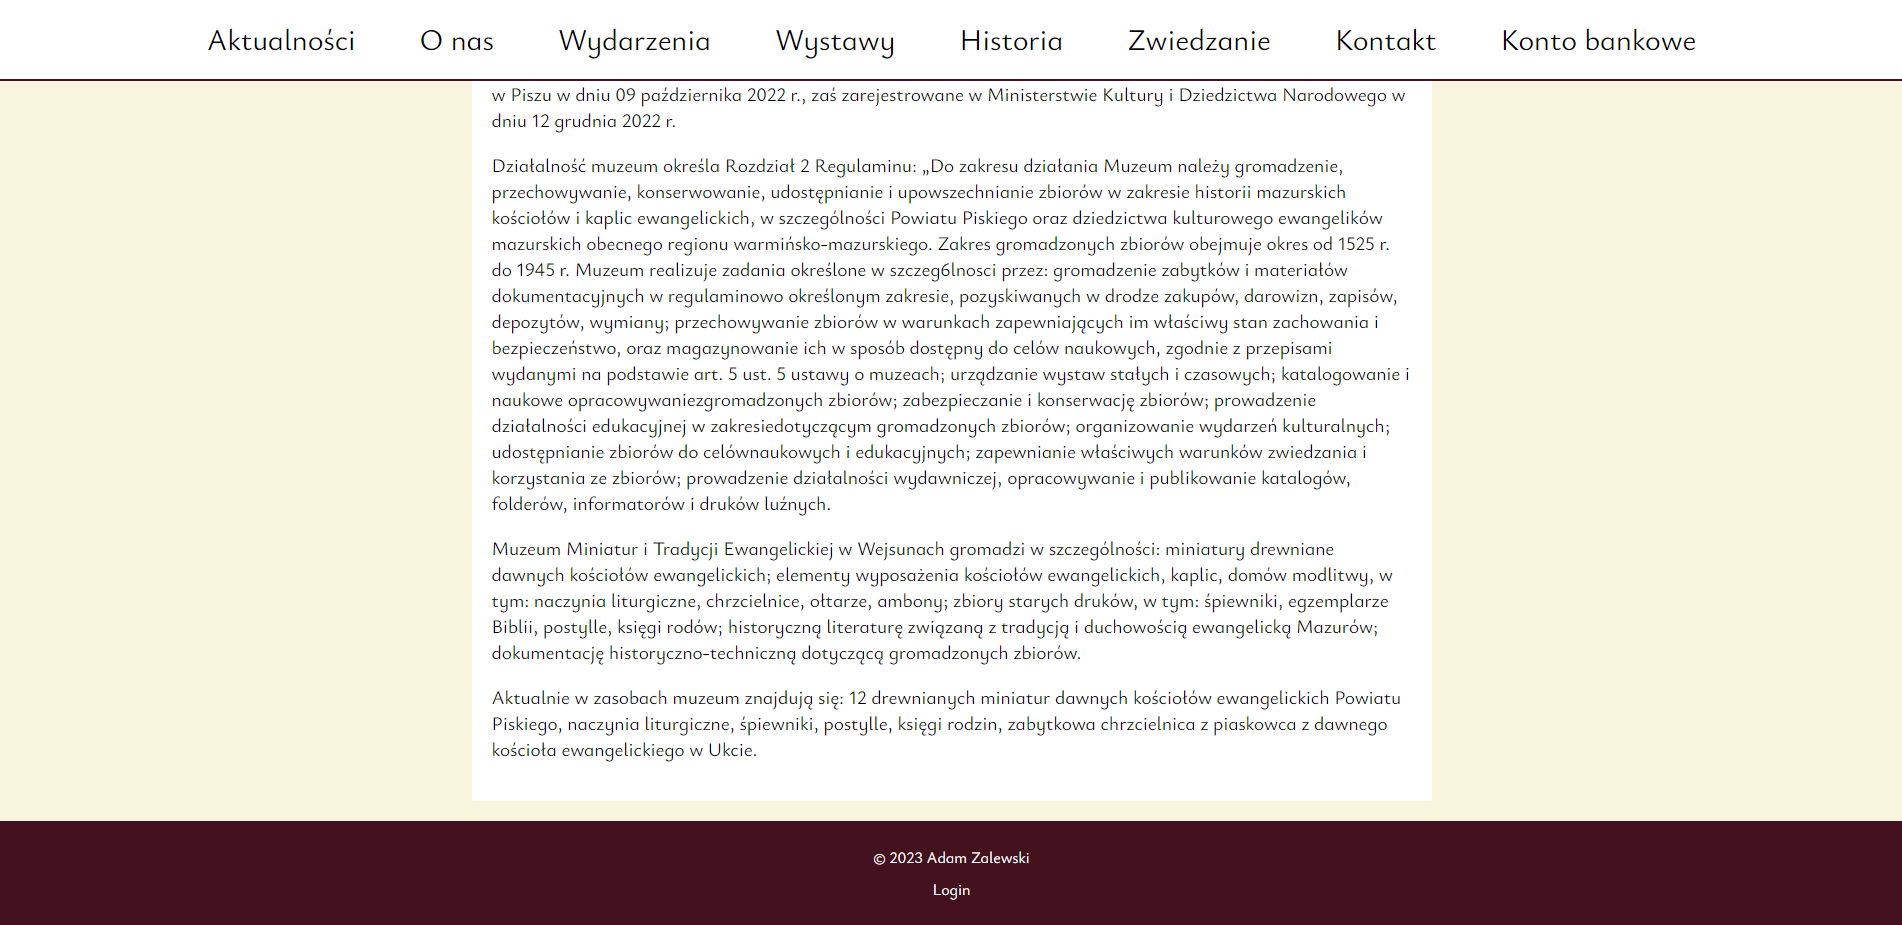 Aktualności O nas Wydarzenia Wystawy Historia Zwiedzanie Kontakt Konto bankowe
w Piszu w dniu 09 października 2022 r., zaś zarejestrowane w Ministerstwie Kultury i Dziedzictwa Narodowego w
dniu 12 grudnia 2022 r.
Działalność muzeum określa Rozdział 2 Regulaminu: „Do zakresu działania Muzeum należy gromadzenie,
przechowywanie, konserwowanie, udostępnianie i upowszechnianie zbiorów w zakresie historii mazurskich
kościołów i kaplic ewangelickich, w szczególności Powiatu Piskiego oraz dziedzictwa kulturowego ewangelików
mazurskich obecnego regionu warmińsko-mazurskiego. Zakres gromadzonych zbiorów obejmuje okres od 1525 r.
do 1945 r. Muzeum realizuje zadania określone w szczeg6lnosci przez: gromadzenie zabytków i materiałów
dokumentacyjnych w regulaminowo określonym zakresie, pozyskiwanych w drodze zakupów, darowizn, zapisów,
depozytów, wymiany; przechowywanie zbiorów w warunkach zapewniających im właściwy stan zachowania i
bezpieczeństwo, oraz magazynowanie ich w sposób dostępny do celów naukowych, zgodnie z przepisami
wydanymi na podstawie art. 5 ust. 5 ustawy o muzeach; urządzanie wystaw stałych i czasowych; katalogowanie i
naukowe opracowywaniezgromadzonych zbiorów; zabezpieczanie i konserwację zbiorów; prowadzenie
działalności edukacyjnej w zakresiedotyczącym gromadzonych zbiorów; organizowanie wydarzeń kulturalnych;
udostępnianie zbiorów do celównaukowych i edukacyjnych; zapewnianie właściwych warunków zwiedzania i
korzystania ze zbiorów; prowadzenie działalności wydawniczej, opracowywanie i publikowanie katalogów,
folderów, informatorów i druków luźnych.
Muzeum Miniatur i Tradycji Ewangelickiej w Wejsunach gromadzi w szczególności: miniatury drewniane
dawnych kościołów ewangelickich; elementy wyposażenia kościołów ewangelickich, kaplic, domów modlitwy, w
tym: naczynia liturgiczne, chrzcielnice, ołtarze, ambony; zbiory starych druków, w tym: śpiewniki, egzemplarze
Biblii, postylle, księgi rodów; historyczną literaturę związaną z tradycją i duchowością ewangelicką Mazurów;
dokumentację historyczno-techniczną dotyczącą gromadzonych zbiorów.
Aktualnie w zasobach muzeum znajdują się: 12 drewnianych miniatur dawnych kościołów ewangelickich Powiatu
Piskiego, naczynia liturgiczne, śpiewniki, postylle, księgi rodzin, zabytkowa chrzcielnica z piaskowca z dawnego
kościoła ewangelickiego w Ukcie.
© 2023 Adam Zalewski
Login